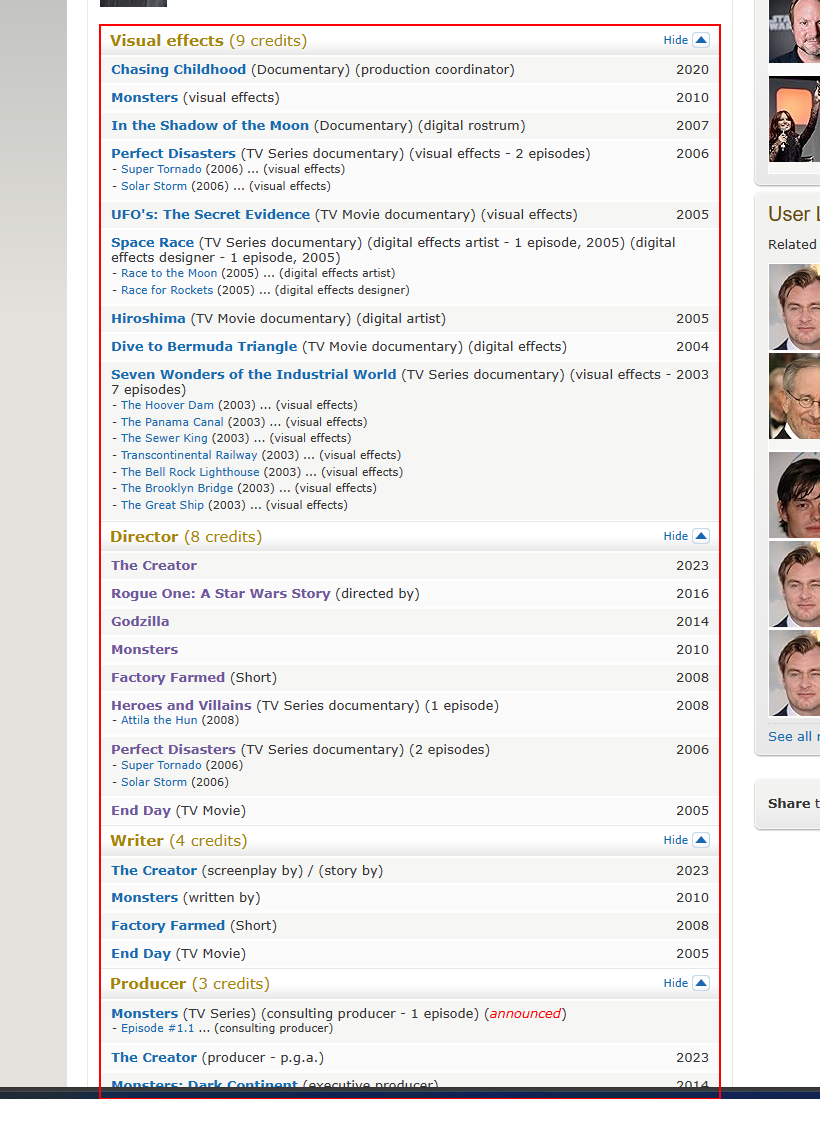 Visual effects (9 credits) Hide
Chasing Childhood (Documentary) (production coordinator) 2020
Monsters (visual effects) 2010
In the Shadow of the Moon (Documentary) (digital rostrum) 2007
Perfect Disasters (TV Series documentary) (visual effects - 2 episodes) 2006
- Super Tornado (2006) ... (visual effects)
- Solar Storm (2006) ... (visual effects)
UFO's: The Secret Evidence (TV Movie documentary) (visual effects) 2005
Space Race (TV Series documentary) (digital effects artist - 1 episode, 2005) (digital
effects designer - 1 episode, 2005)
- Race to the Moon (2005) ... (digital effects artist)
- Race for Rockets (2005) ... (digital effects designer)
Hiroshima (TV Movie documentary) (digital artist) 2005
Dive to Bermuda Triangle (TV Movie documentary) (digital effects) 2004
Seven Wonders of the Industrial World (TV Series documentary) (visual effects - 2003
7 episodes)
- The Hoover Dam (2003) ... (visual effects)
- The Panama Canal (2003) ... (visual effects)
- The Sewer King (2003) ... (visual effects)
- Transcontinental Railway (2003) ... (visual effects)
- The Bell Rock Lighthouse (2003) ... (visual effects)
- The Brooklyn Bridge (2003) ... (visual effects)
- The Great Ship (2003) ... (visual effects)
Director (8 credits) Hide
The Creator 2023
Rogue One: A Star Wars Story (directed by) 2016
Godzilla 2014
Monsters 2010
Factory Farmed (Short) 2008
Heroes and Villains (TV Series documentary) (1 episode) 2008
- Attila the Hun (2008)
Perfect Disasters (TV Series documentary) (2 episodes) 2006
- Super Tornado (2006)
- Solar Storm (2006)
End Day (TV Movie) 2005
Writer (4 credits) Hide
The Creator (screenplay by) / (story by) 2023
Monsters (written by) 2010
Factory Farmed (Short) 2008
End Day (TV Movie) 2005
Producer (3 credits) Hide
Monsters (TV Series) (consulting producer - 1 episode) (announced)
- Episode #1.1 ... (consulting producer)
The Creator (producer - p.g.a.) 2023
Monsters: Dark Continent (executive producer) 2014
STAR
WARS
User L
Related
See all
Share t